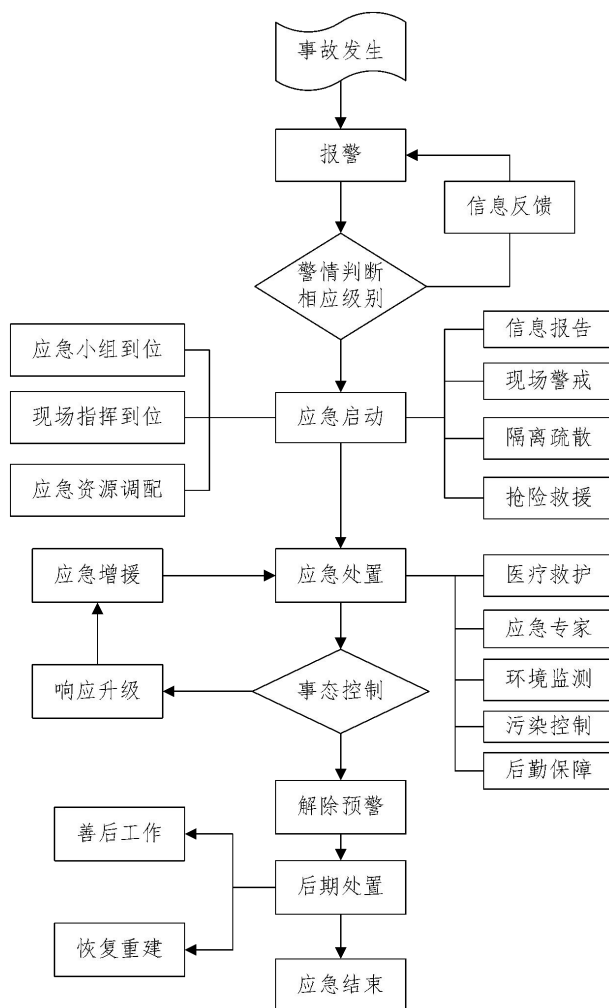 事故发生
报警
信息反馈
警情判断
相应级别
应急小组到位
现场指挥到位
应急资源调配
应急启动
信息报告
现场警戒
隔离疏散
抢险救援
应急增援
应急处置
医疗救护
应急专家
环境监测
污染控制
后勤保障
响应升级
事态控制
解除预警
善后工作
后期处置
恢复重建
应急结束